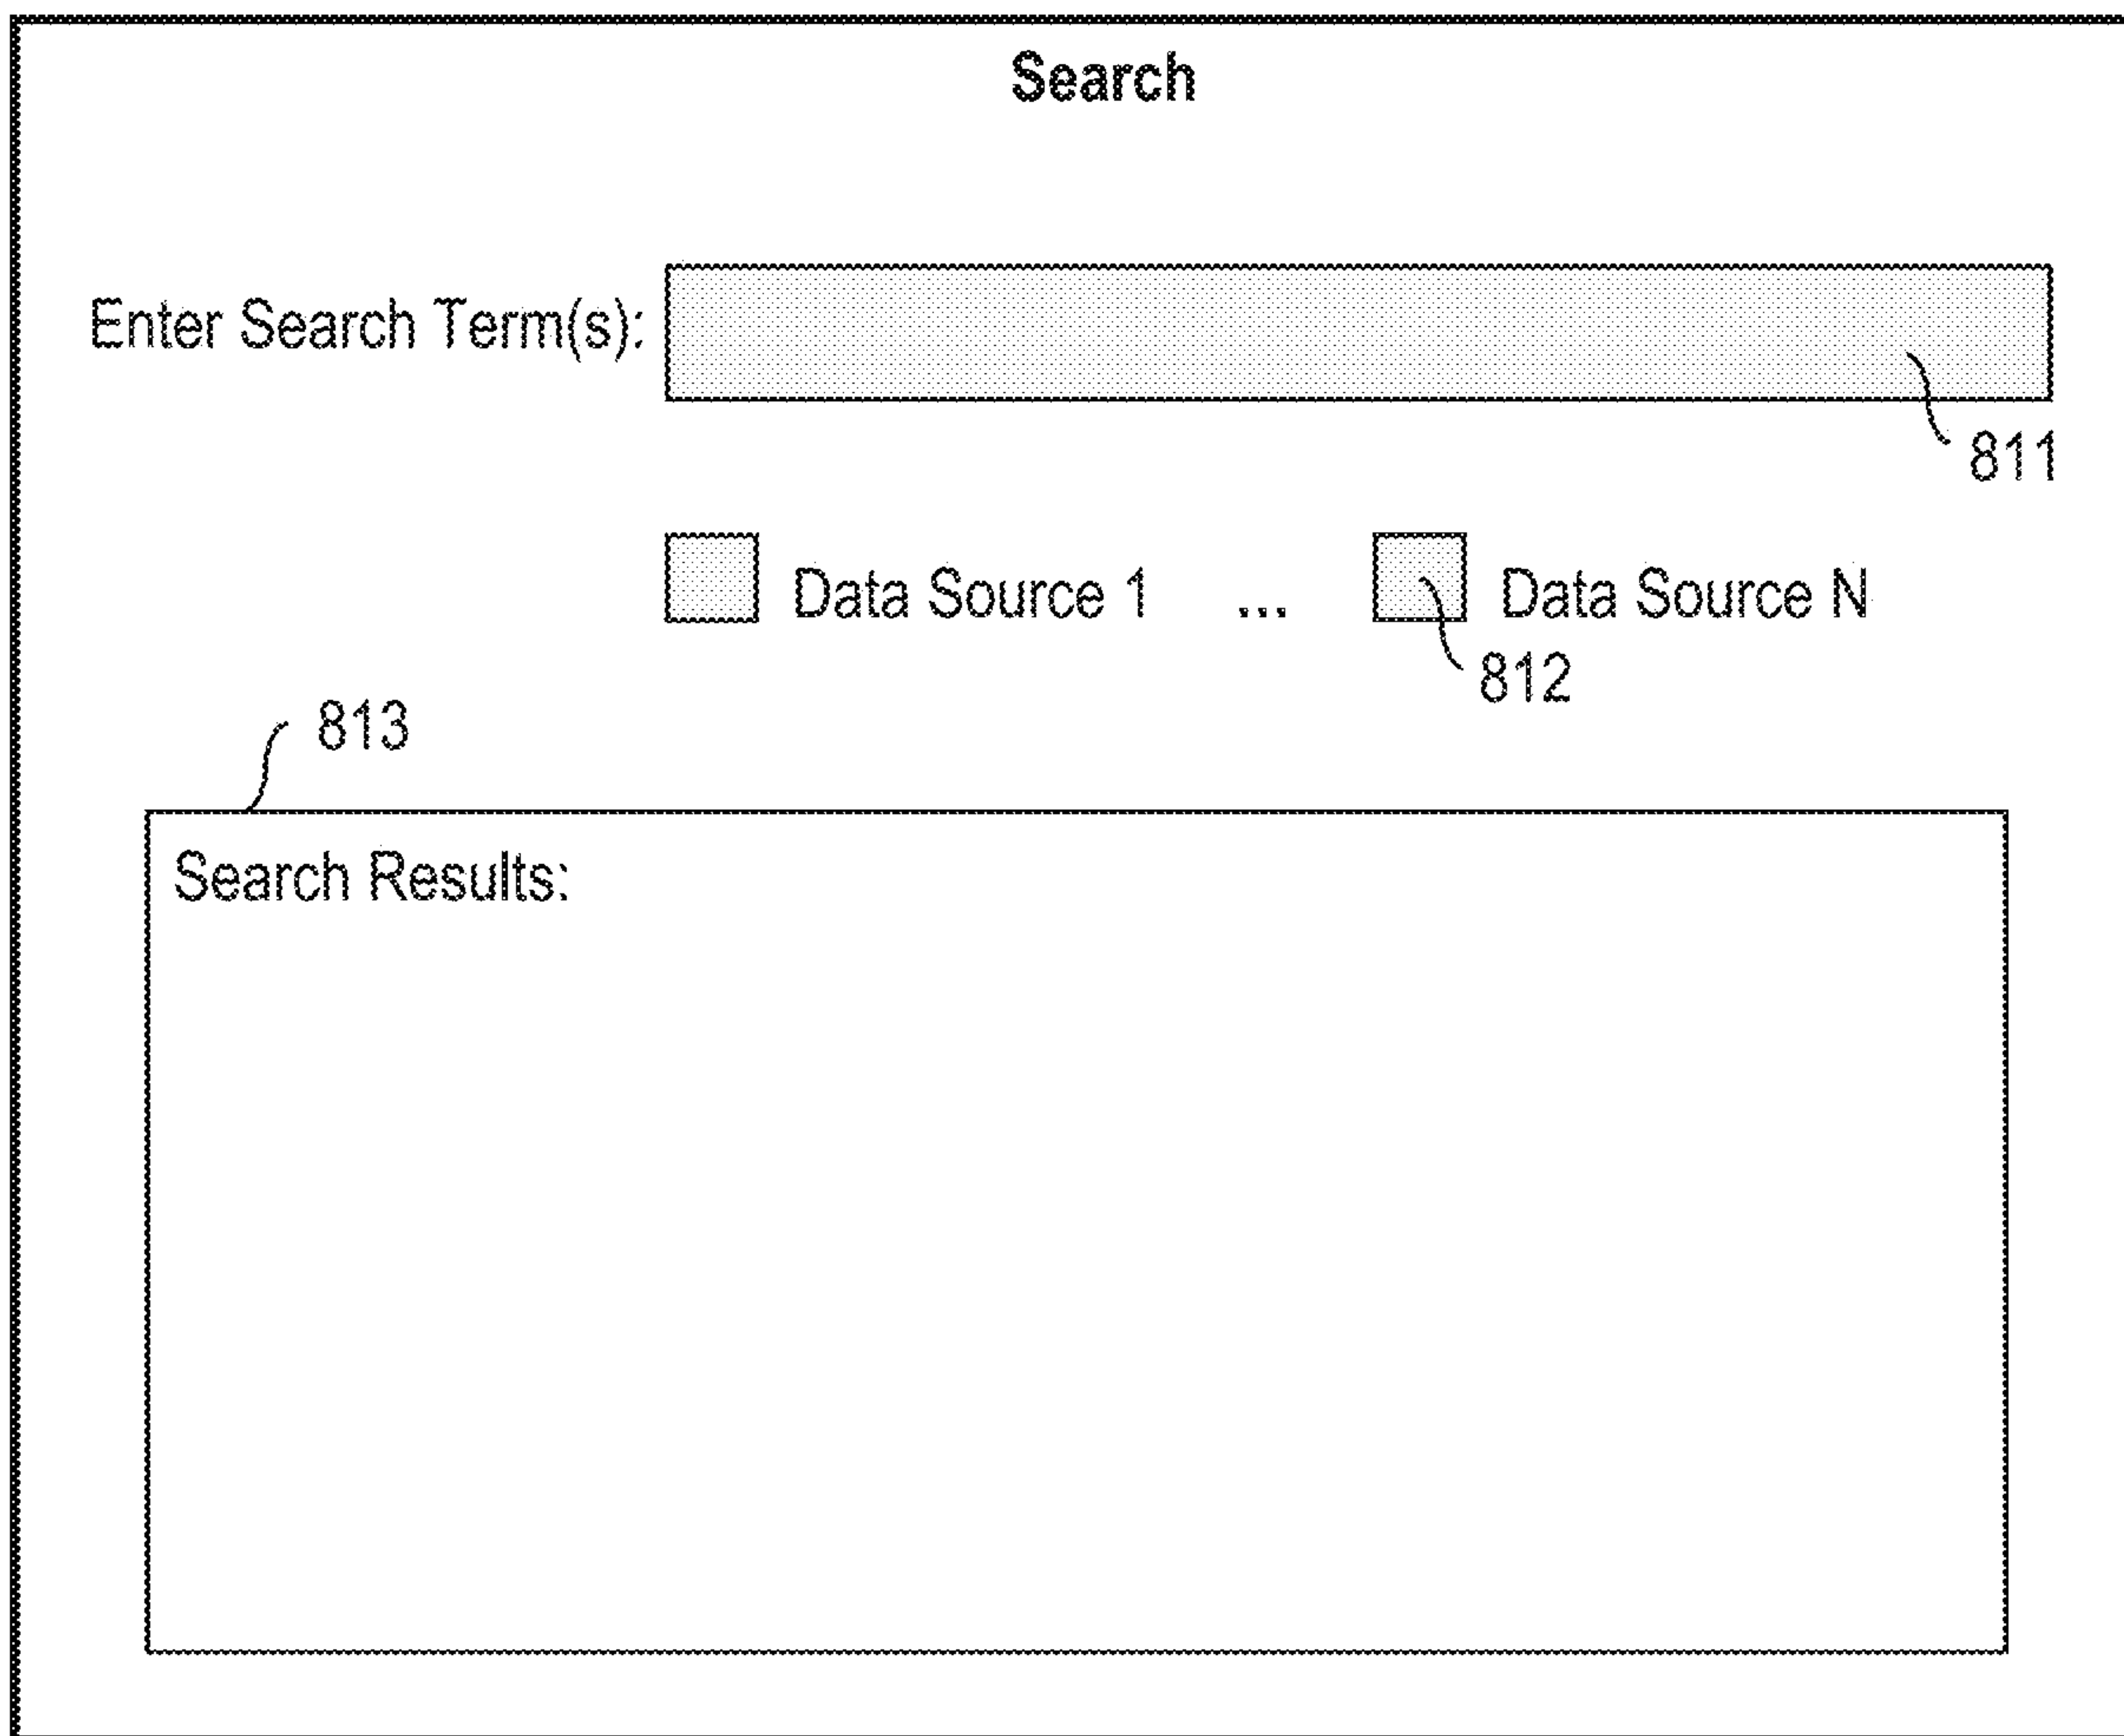 Search
Enter Search Term(s):
811
Data Source 1 ... Data Source N
812
813
Search Results: